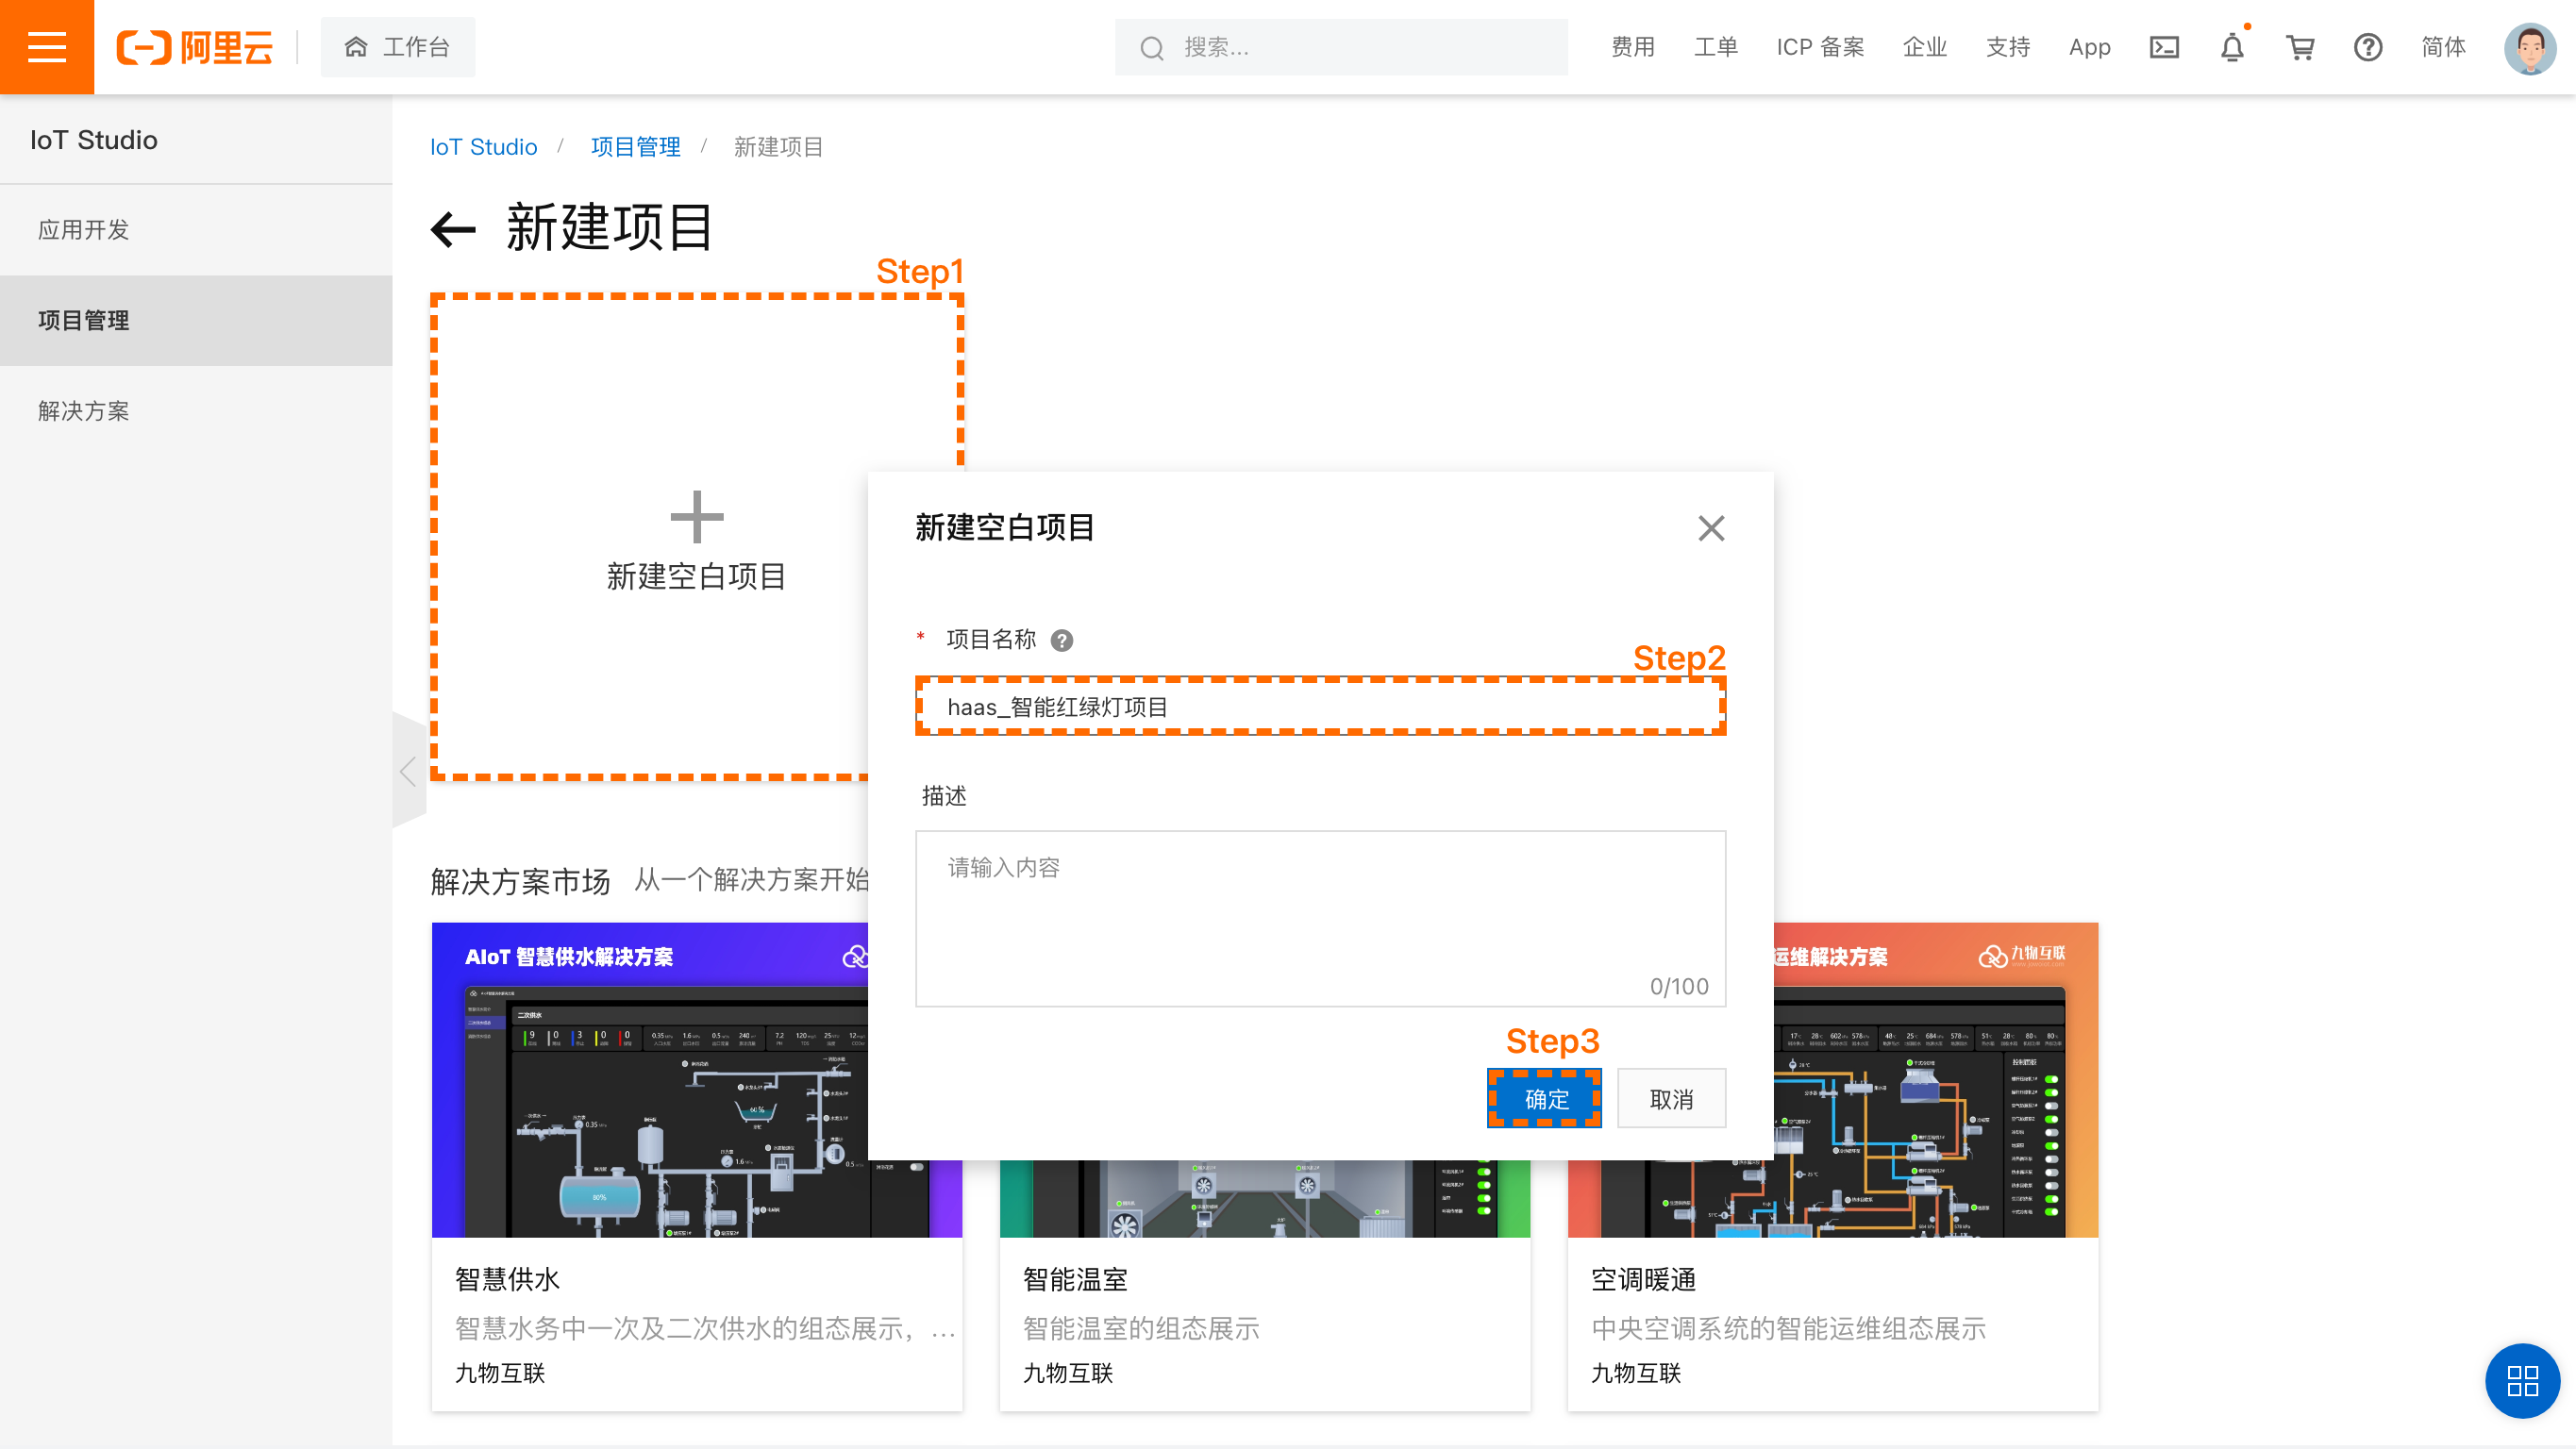 阿里云
工作台
搜索...
费用
工单
ICP 备案
企业
支持
App
简体
IoT Studio
应用开发
项目管理
解决方案
IoT Studio / 项目管理 / 新建项目
新建项目
Step1
新建空白项目
新建空白项目
* 项目名称
Step2
haas_智能红绿灯项目
描述
请输入内容
0/100
Step3
确定
取消
解决方案市场 从一个解决方案开始
AIoT 智慧供水解决方案
二次供水
运维解决方案
九物互联
智慧供水
智慧水务中一次及二次供水的组态展示，...
九物互联
智能温室
智能温室的组态展示
九物互联
空调暖通
中央空调系统的智能运维组态展示
九物互联